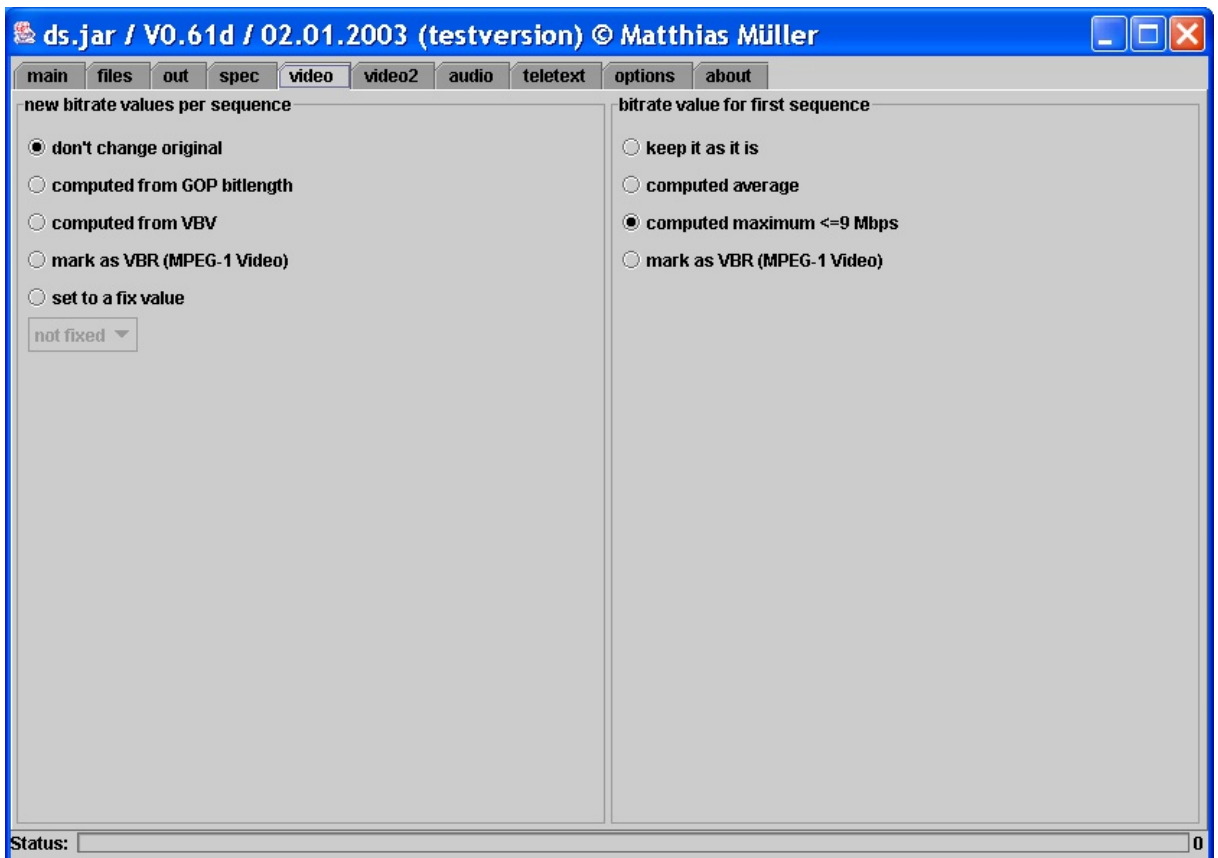 ds.jar / V0.61d / 02.01.2003 (testversion) © Matthias Müller
main files out spec video video2 audio teletext options about
new bitrate values per sequence
don't change original
computed from GOP bitlength
computed from VBV
mark as VBR (MPEG-1 Video)
set to a fix value
not fixed
bitrate value for first sequence
keep it as it is
computed average
computed maximum <=9 Mbps
mark as VBR (MPEG-1 Video)
Status: 0